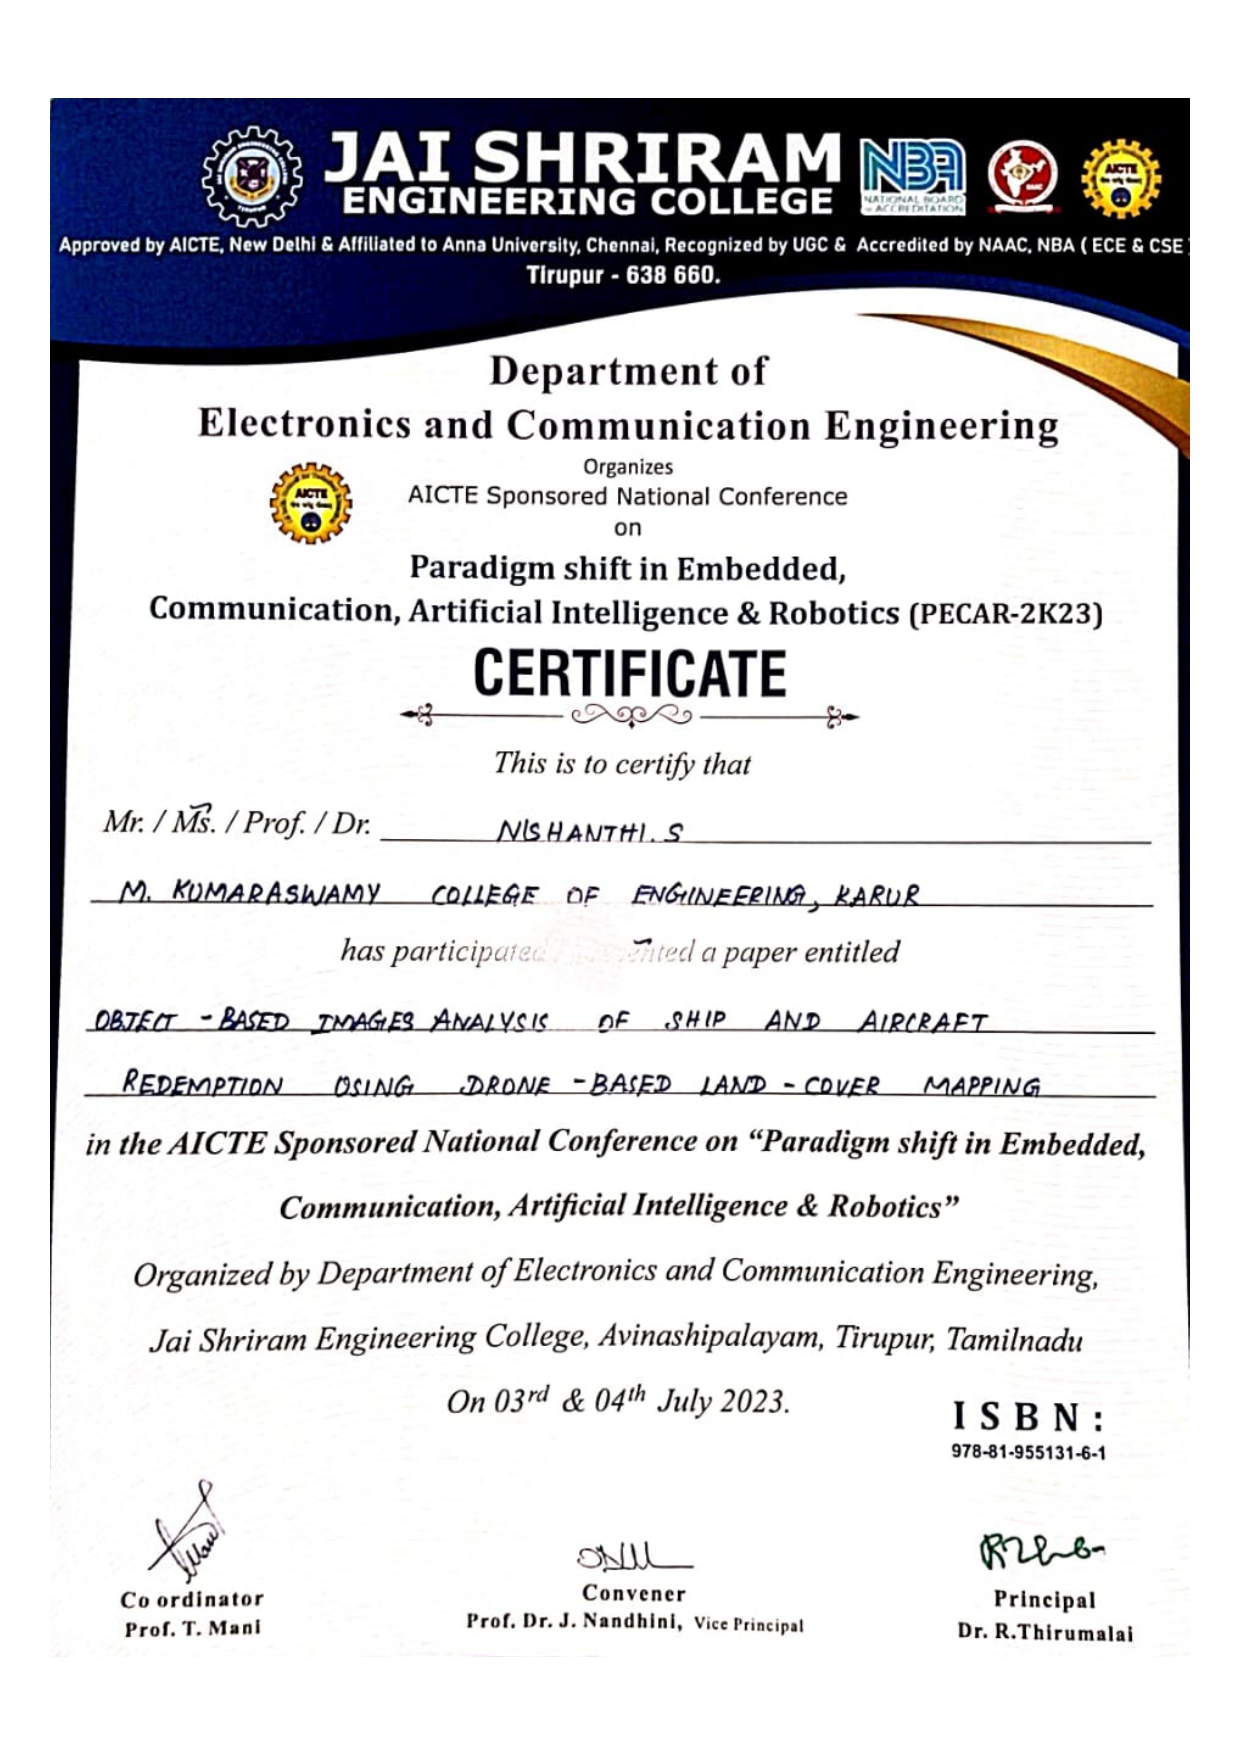 JAI SHRIRAM
ENGINEERING COLLEGE
NBA
NATIONAL BOARD
of ACCREDITATION
AICTE
Approved by AICTE, New Delhi & Affiliated to Anna University, Chennai, Recognized by UGC & Accredited by NAAC, NBA ( ECE & CSE )
Tirupur - 638 660.
Department of
Electronics and Communication Engineering
Organizes
AICTE
AICTE Sponsored National Conference
on
Paradigm shift in Embedded,
Communication, Artificial Intelligence & Robotics (PECAR-2K23)
CERTIFICATE
This is to certify that
Mr. / Ms. / Prof. / Dr. NISHANTHI. S
M. KUMARASWAMY COLLEGE OF ENGINEERING, KARUR
has participated / presented a paper entitled
OBJECT - BASED IMAGES ANALYSIS OF SHIP AND AIRCRAFT
REDEMPTION USING DRONE - BASED LAND - COVER MAPPING
in the AICTE Sponsored National Conference on “Paradigm shift in Embedded,
Communication, Artificial Intelligence & Robotics”
Organized by Department of Electronics and Communication Engineering,
Jai Shriram Engineering College, Avinashipalayam, Tirupur, Tamilnadu
On 03rd & 04th July 2023.
ISBN:
978-81-955131-6-1
Co ordinator
Prof. T. Mani
Convener
Prof. Dr. J. Nandhini, Vice Principal
Principal
Dr. R.Thirumalai